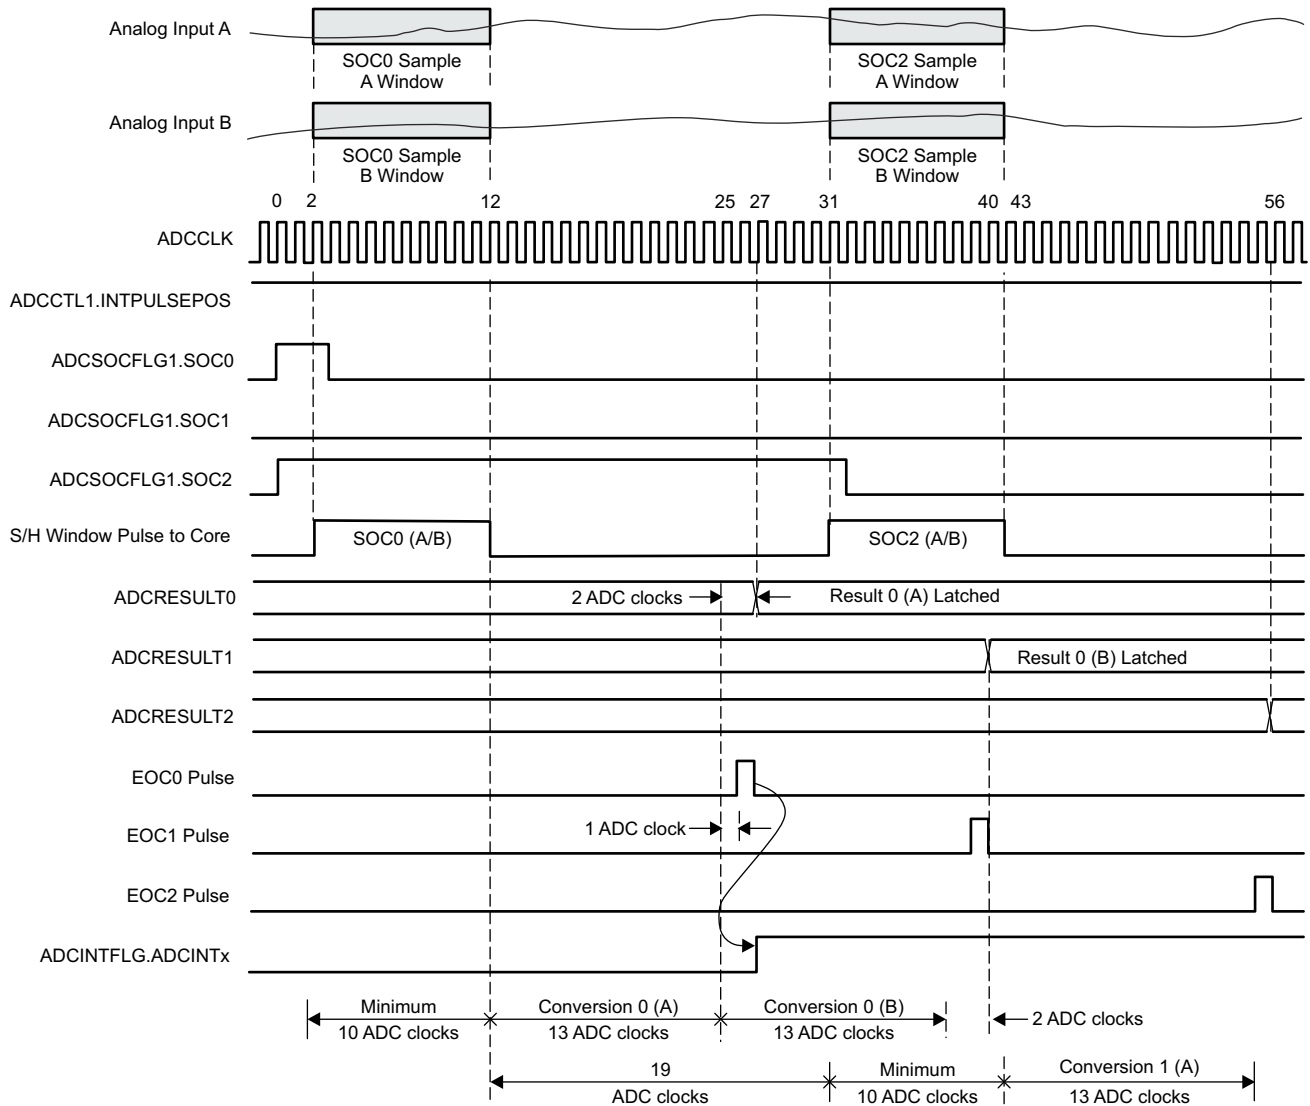 Analog Input A
SOC0 Sample
A Window
SOC2 Sample
A Window
Analog Input B
SOC0 Sample
B Window
SOC2 Sample
B Window
0 2 12 25 27 31 40 43 56
ADCCLK
ADCCTL1.INTPULSEPOS
ADCSOCFLG1.SOC0
ADCSOCFLG1.SOC1
ADCSOCFLG1.SOC2
S/H Window Pulse to Core
SOC0 (A/B)
SOC2 (A/B)
ADCRESULT0
2 ADC clocks
Result 0 (A) Latched
ADCRESULT1
Result 0 (B) Latched
ADCRESULT2
EOC0 Pulse
EOC1 Pulse
1 ADC clock
EOC2 Pulse
ADCINTFLG.ADCINTx
Minimum
10 ADC clocks
Conversion 0 (A)
13 ADC clocks
Conversion 0 (B)
13 ADC clocks
2 ADC clocks
19
ADC clocks
Minimum
10 ADC clocks
Conversion 1 (A)
13 ADC clocks